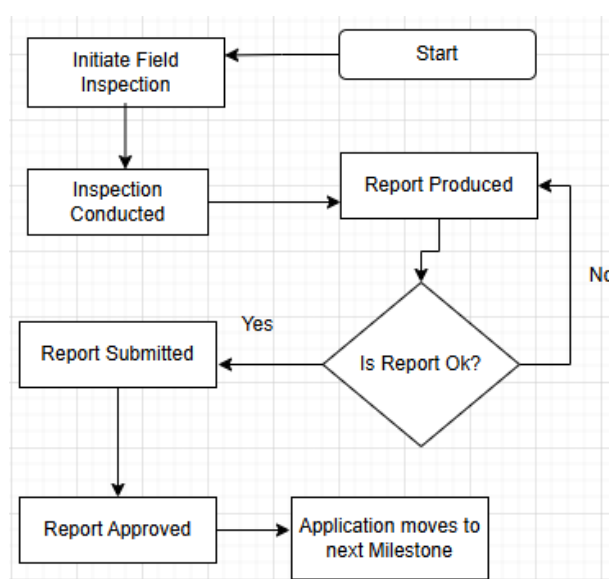 Start
Initiate Field
Inspection
Inspection
Conducted
Report Produced
No
Is Report Ok?
Yes
Report Submitted
Report Approved
Application moves to
next Milestone